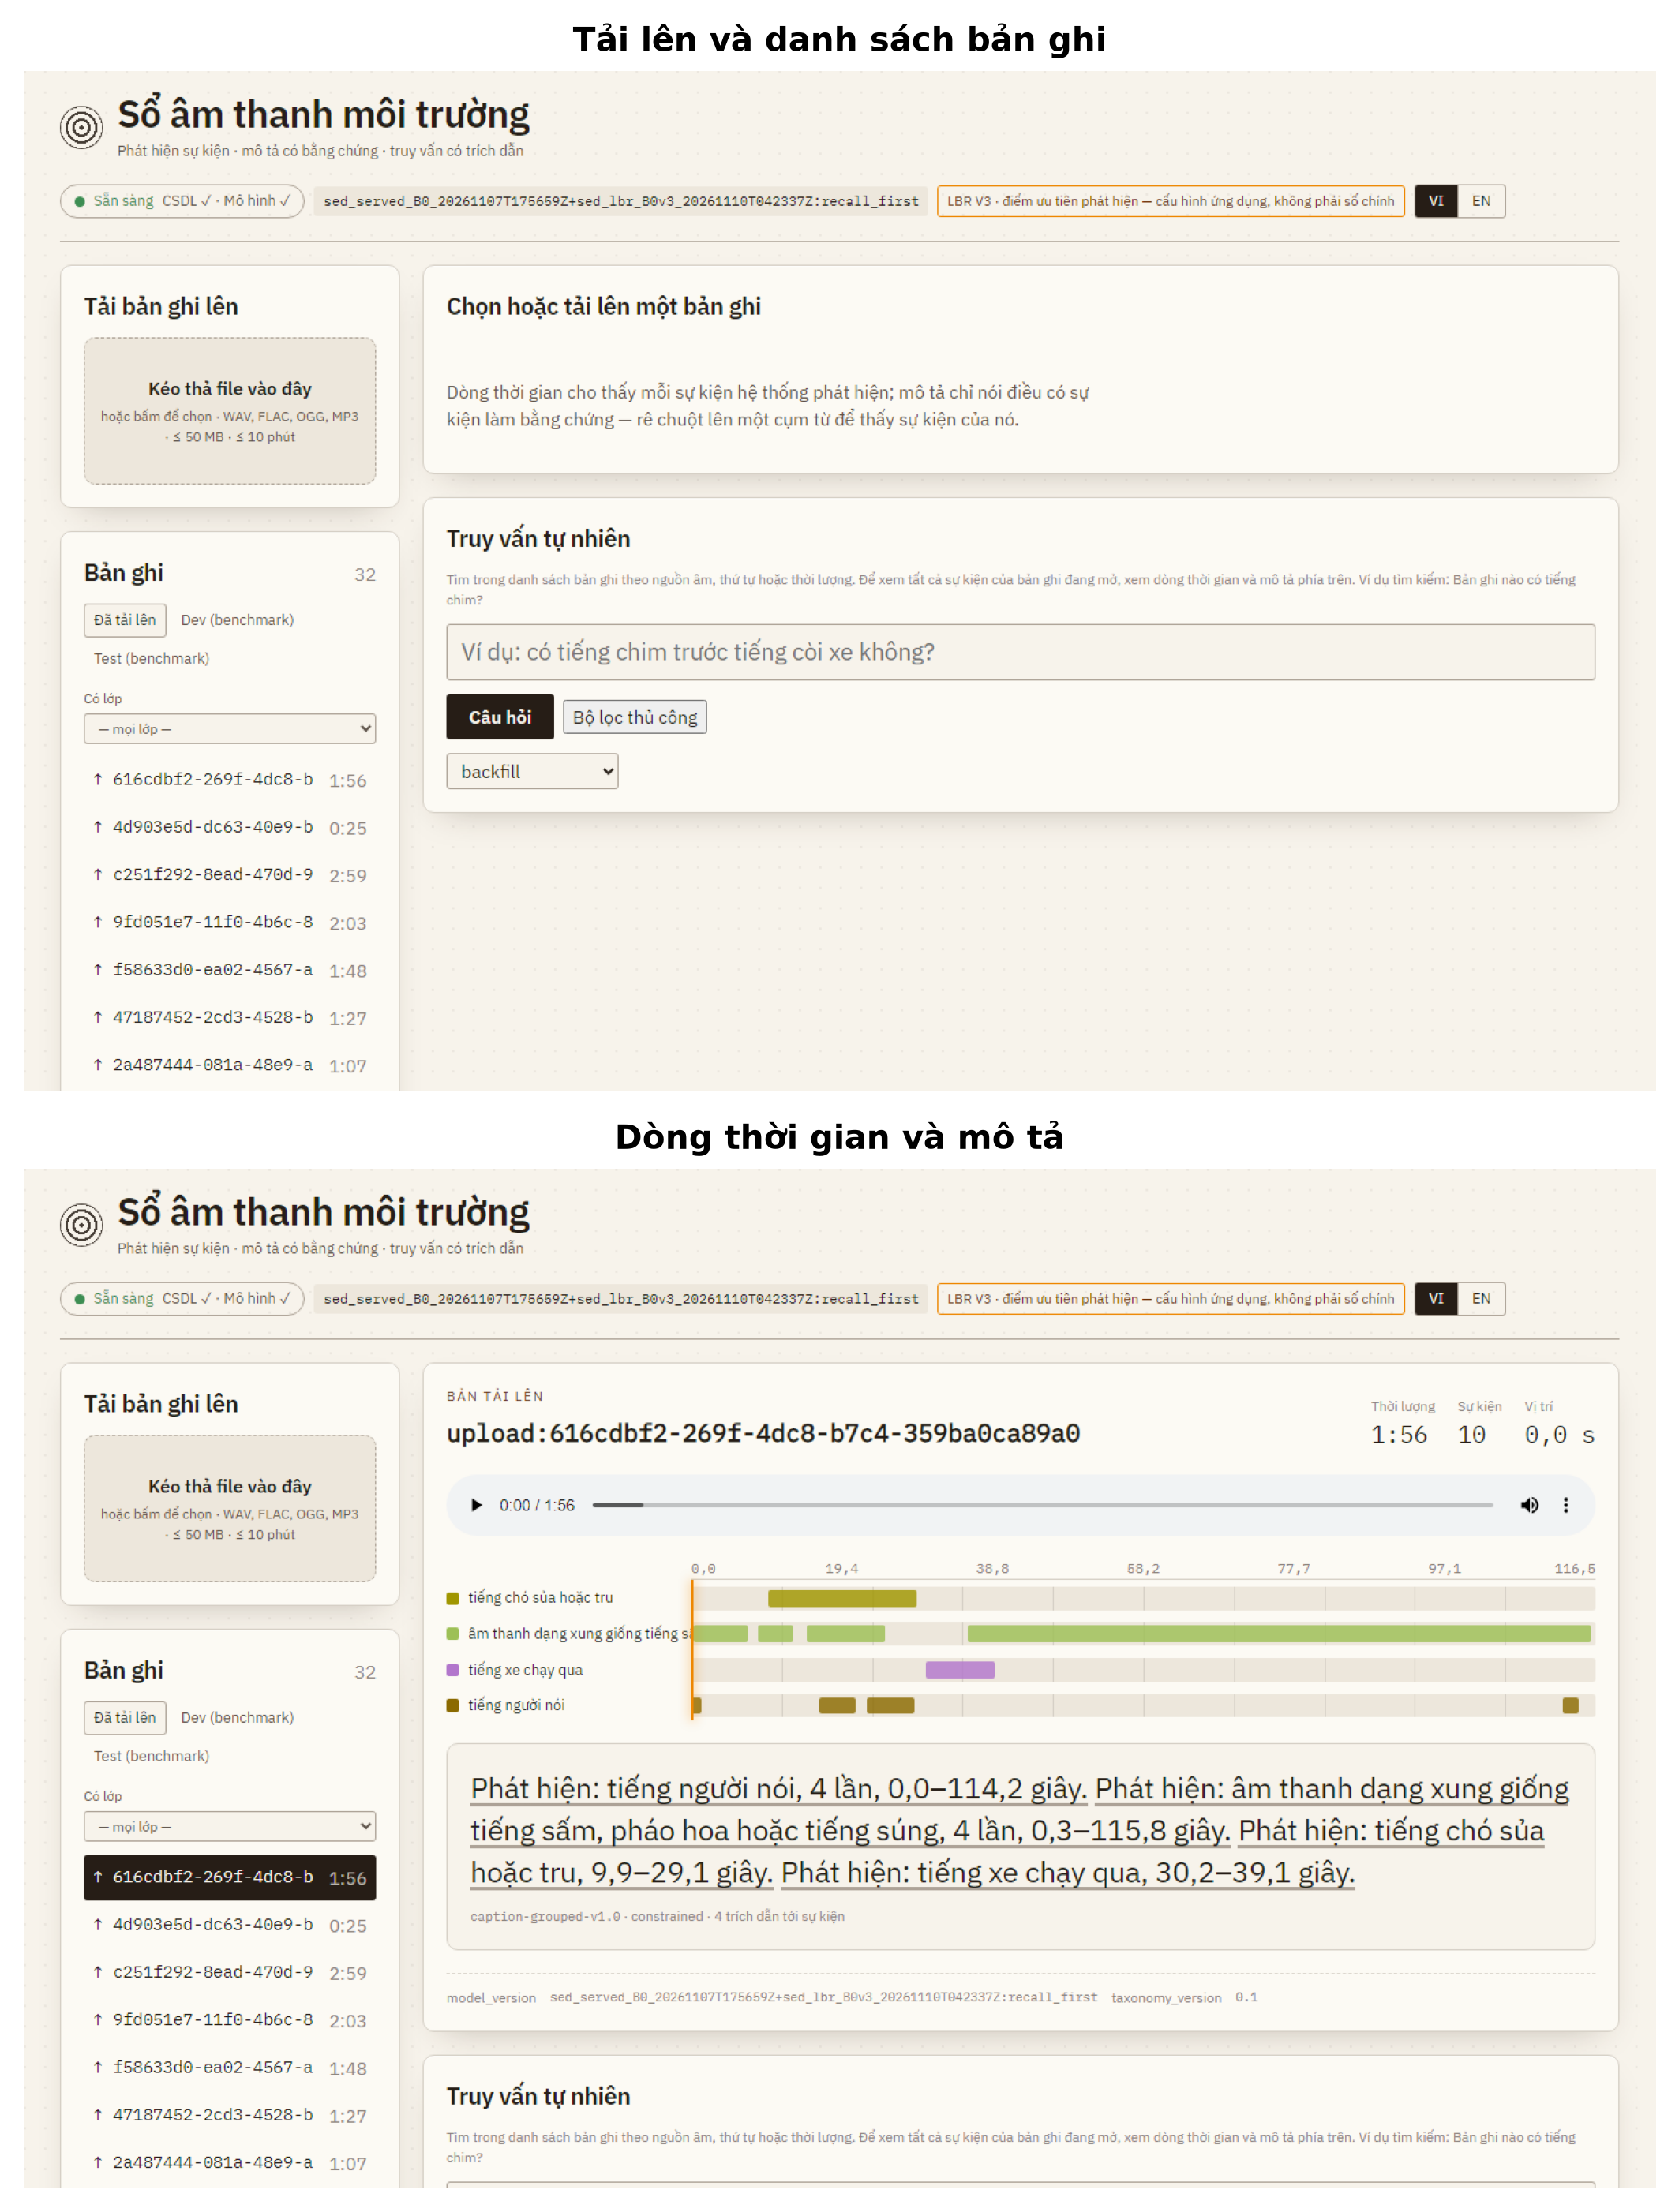 Tải lên và danh sách bản ghi
Sổ âm thanh môi trường
Phát hiện sự kiện · mô tả có bằng chứng · truy vấn có trích dẫn
Sẵn sàng CSDL ✓ · Mô hình ✓
sed_served_B0_20261107T175659Z+sed_lbr_B0v3_20261110T042337Z:recall_first
LBR V3 · điểm ưu tiên phát hiện — cấu hình ứng dụng, không phải số chính
VI EN
Tải bản ghi lên
Kéo thả file vào đây
hoặc bấm để chọn · WAV, FLAC, OGG, MP3
· ≤ 50 MB · ≤ 10 phút
Bản ghi 32
Đã tải lên Dev (benchmark)
Test (benchmark)
Có lớp
— mọi lớp —
↑ 616cdbf2-269f-4dc8-b 1:56
↑ 4d903e5d-dc63-40e9-b 0:25
↑ c251f292-8ead-470d-9 2:59
↑ 9fd051e7-11f0-4b6c-8 2:03
↑ f58633d0-ea02-4567-a 1:48
↑ 47187452-2cd3-4528-b 1:27
↑ 2a487444-081a-48e9-a 1:07
Chọn hoặc tải lên một bản ghi
Dòng thời gian cho thấy mỗi sự kiện hệ thống phát hiện; mô tả chỉ nói điều có sự
kiện làm bằng chứng — rê chuột lên một cụm từ để thấy sự kiện của nó.
Truy vấn tự nhiên
Tìm trong danh sách bản ghi theo nguồn âm, thứ tự hoặc thời lượng. Để xem tất cả sự kiện của bản ghi đang mở, xem dòng thời gian và mô tả phía trên. Ví dụ tìm kiếm: Bản ghi nào có tiếng
chim?
Ví dụ: có tiếng chim trước tiếng còi xe không?
Câu hỏi Bộ lọc thủ công
backfill
Dòng thời gian và mô tả
Sổ âm thanh môi trường
Phát hiện sự kiện · mô tả có bằng chứng · truy vấn có trích dẫn
Sẵn sàng CSDL ✓ · Mô hình ✓
sed_served_B0_20261107T175659Z+sed_lbr_B0v3_20261110T042337Z:recall_first
LBR V3 · điểm ưu tiên phát hiện — cấu hình ứng dụng, không phải số chính
VI EN
Tải bản ghi lên
Kéo thả file vào đây
hoặc bấm để chọn · WAV, FLAC, OGG, MP3
· ≤ 50 MB · ≤ 10 phút
Bản ghi 32
Đã tải lên Dev (benchmark)
Test (benchmark)
Có lớp
— mọi lớp —
↑ 616cdbf2-269f-4dc8-b 1:56
↑ 4d903e5d-dc63-40e9-b 0:25
↑ c251f292-8ead-470d-9 2:59
↑ 9fd051e7-11f0-4b6c-8 2:03
↑ f58633d0-ea02-4567-a 1:48
↑ 47187452-2cd3-4528-b 1:27
↑ 2a487444-081a-48e9-a 1:07
BẢN TẢI LÊN
upload:616cdbf2-269f-4dc8-b7c4-359ba0ca89a0
Thời lượng Sự kiện Vị trí
1:56 10 0,0 s
0:00 / 1:56
0,0 19,4 38,8 58,2 77,7 97,1 116,5
tiếng chó sủa hoặc tru
âm thanh dạng xung giống tiếng
tiếng xe chạy qua
tiếng người nói
Phát hiện: tiếng người nói, 4 lần, 0,0–114,2 giây. Phát hiện: âm thanh dạng xung giống
tiếng sấm, pháo hoa hoặc tiếng súng, 4 lần, 0,3–115,8 giây. Phát hiện: tiếng chó sủa
hoặc tru, 9,9–29,1 giây. Phát hiện: tiếng xe chạy qua, 30,2–39,1 giây.
caption-grouped-v1.0 · constrained · 4 trích dẫn tới sự kiện
model_version sed_served_B0_20261107T175659Z+sed_lbr_B0v3_20261110T042337Z:recall_first taxonomy_version 0.1
Truy vấn tự nhiên
Tìm trong danh sách bản ghi theo nguồn âm, thứ tự hoặc thời lượng. Để xem tất cả sự kiện của bản ghi đang mở, xem dòng thời gian và mô tả phía trên. Ví dụ tìm kiếm: Bản ghi nào có tiếng
chim?